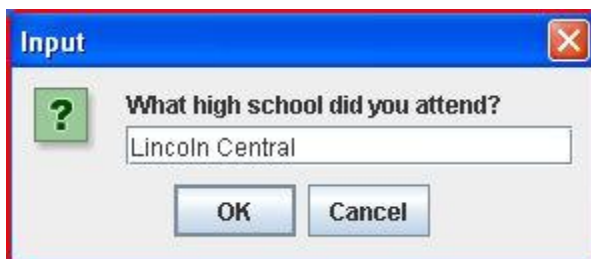 Input
?
What high school did you attend?
Lincoln Central
OK Cancel